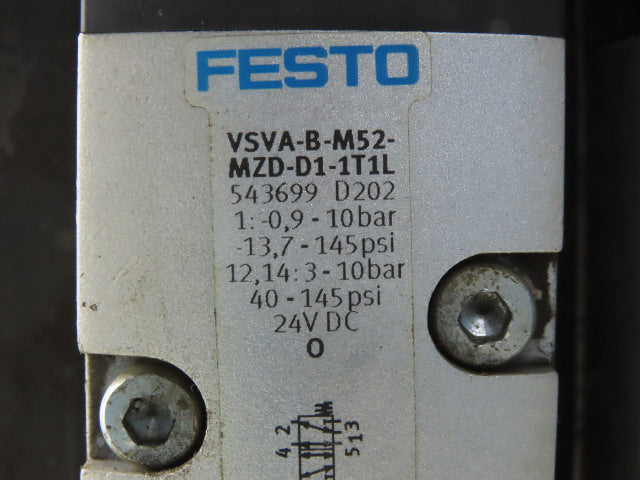 FESTO
VSVA-B-M52-
MZD-D1-1T1L
543699 D202
1: -0,9 - 10 bar
-13,7 - 145 psi
12,14: 3 - 10 bar
40 - 145 psi
24V DC
O
4 2
5 1 3